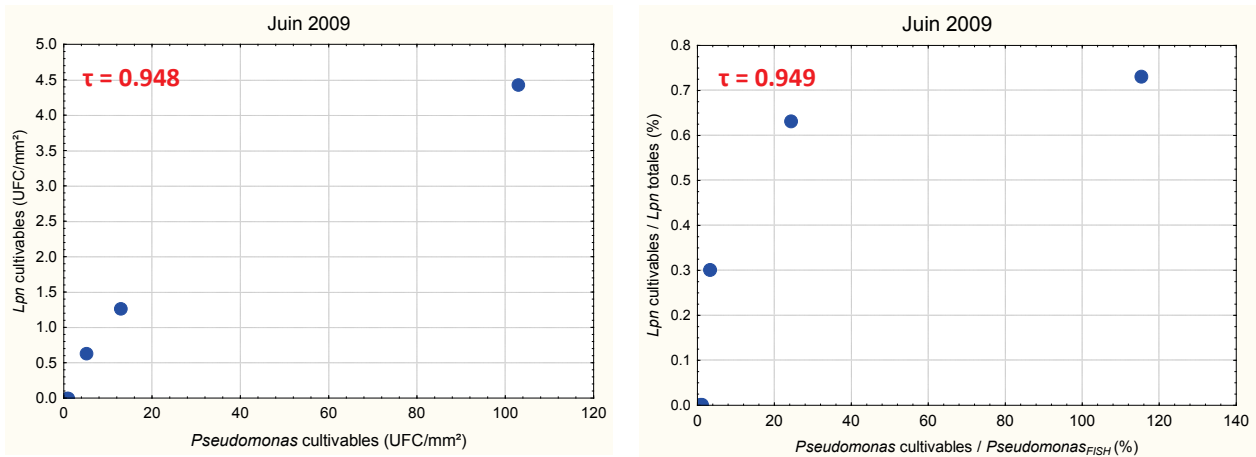 Juin 2009
τ = 0.948
Lpn cultivables (UFC/mm²)
5.0
4.5
4.0
3.5
3.0
2.5
2.0
1.5
1.0
0.5
0.0
0 20 40 60 80 100 120
Pseudomonas cultivables (UFC/mm²)
Juin 2009
τ = 0.949
Lpn cultivables / Lpn totales (%)
0.8
0.7
0.6
0.5
0.4
0.3
0.2
0.1
0.0
0 20 40 60 80 100 120 140
Pseudomonas cultivables / Pseudomonas FISH (%)